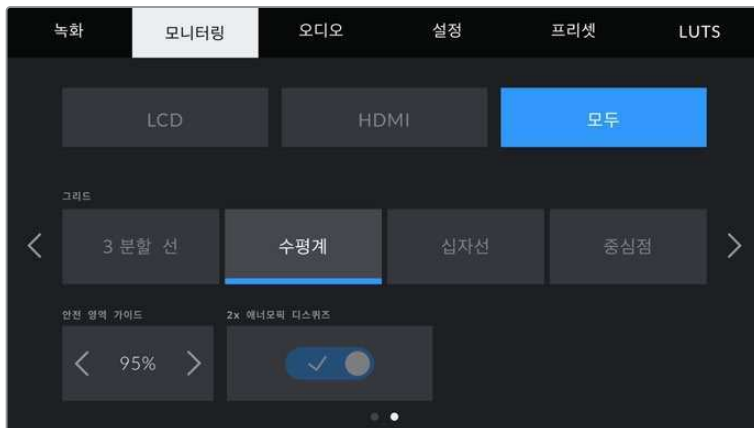 녹화 모니터링 오디오 설정 프리셋 LUTS
LCD HDMI 모두
그리드
3 분할 선 수평계 십자선 중심점
안전 영역 가이드 2x 애너모픽 디스퀴즈
95%